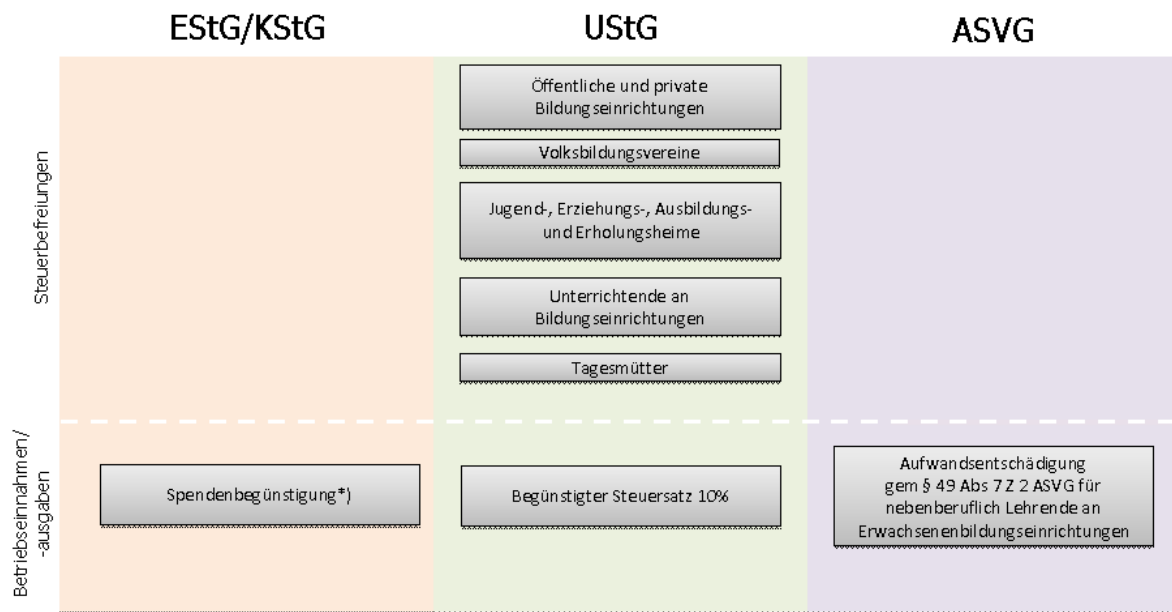 EStG/KStG
UStG
ASVG
Steuerbefreiungen
Öffentliche und private
Bildungseinrichtungen
Volksbildungsvereine
Jugend-, Erziehungs-, Ausbildungs-
und Erholungsheime
Unterrichtende an
Bildungseinrichtungen
Tagesmütter
Betriebseinnahmen/
-ausgaben
Spendenbegünstigung*)
Begünstigter Steuersatz 10%
Aufwandsentschädigung
gem § 49 Abs 7 Z 2 ASVG für
nebenberuflich Lehrende an
Erwachsenenbildungseinrichtungen